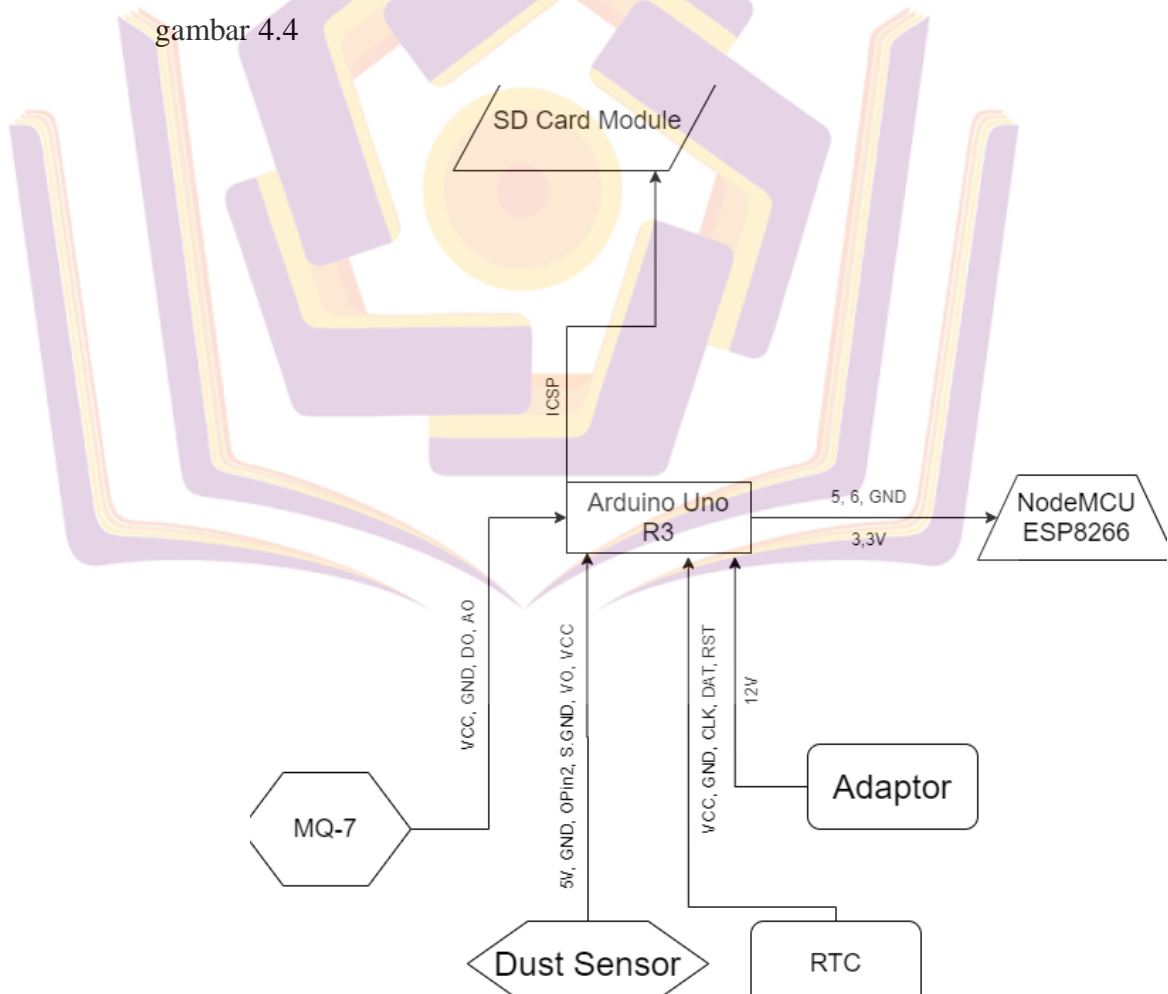 gambar 4.4
SD Card Module
ICSP
Arduino Uno
R3
5, 6, GND
3,3V
NodeMCU
ESP8266
VCC, GND, DO, AO
5V, GND, OPin2, S.GND, VO, VCC
VCC, GND, CLK, DAT, RST
12V
Adaptor
MQ-7
Dust Sensor
RTC